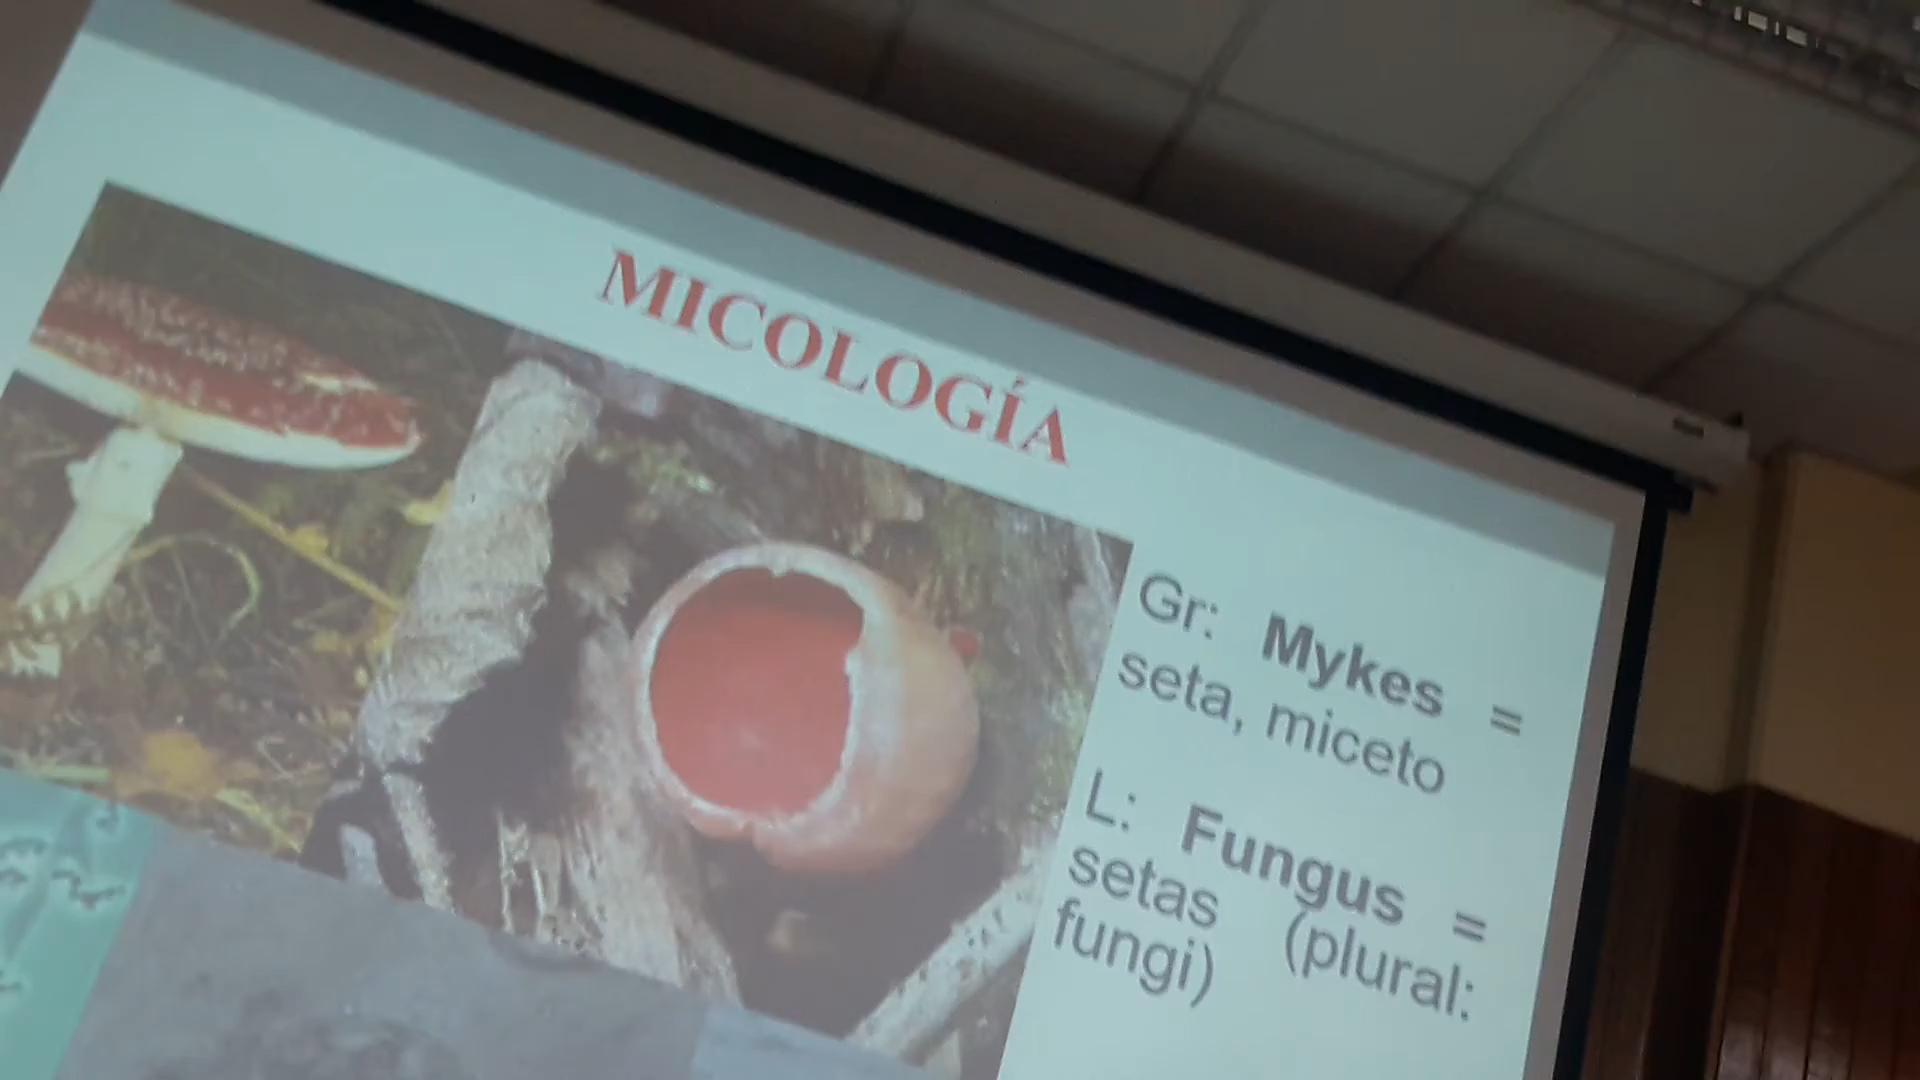 MICOLOGÍA
Gr: Mykes =
seta, miceto
L: Fungus =
setas (plural:
fungi)